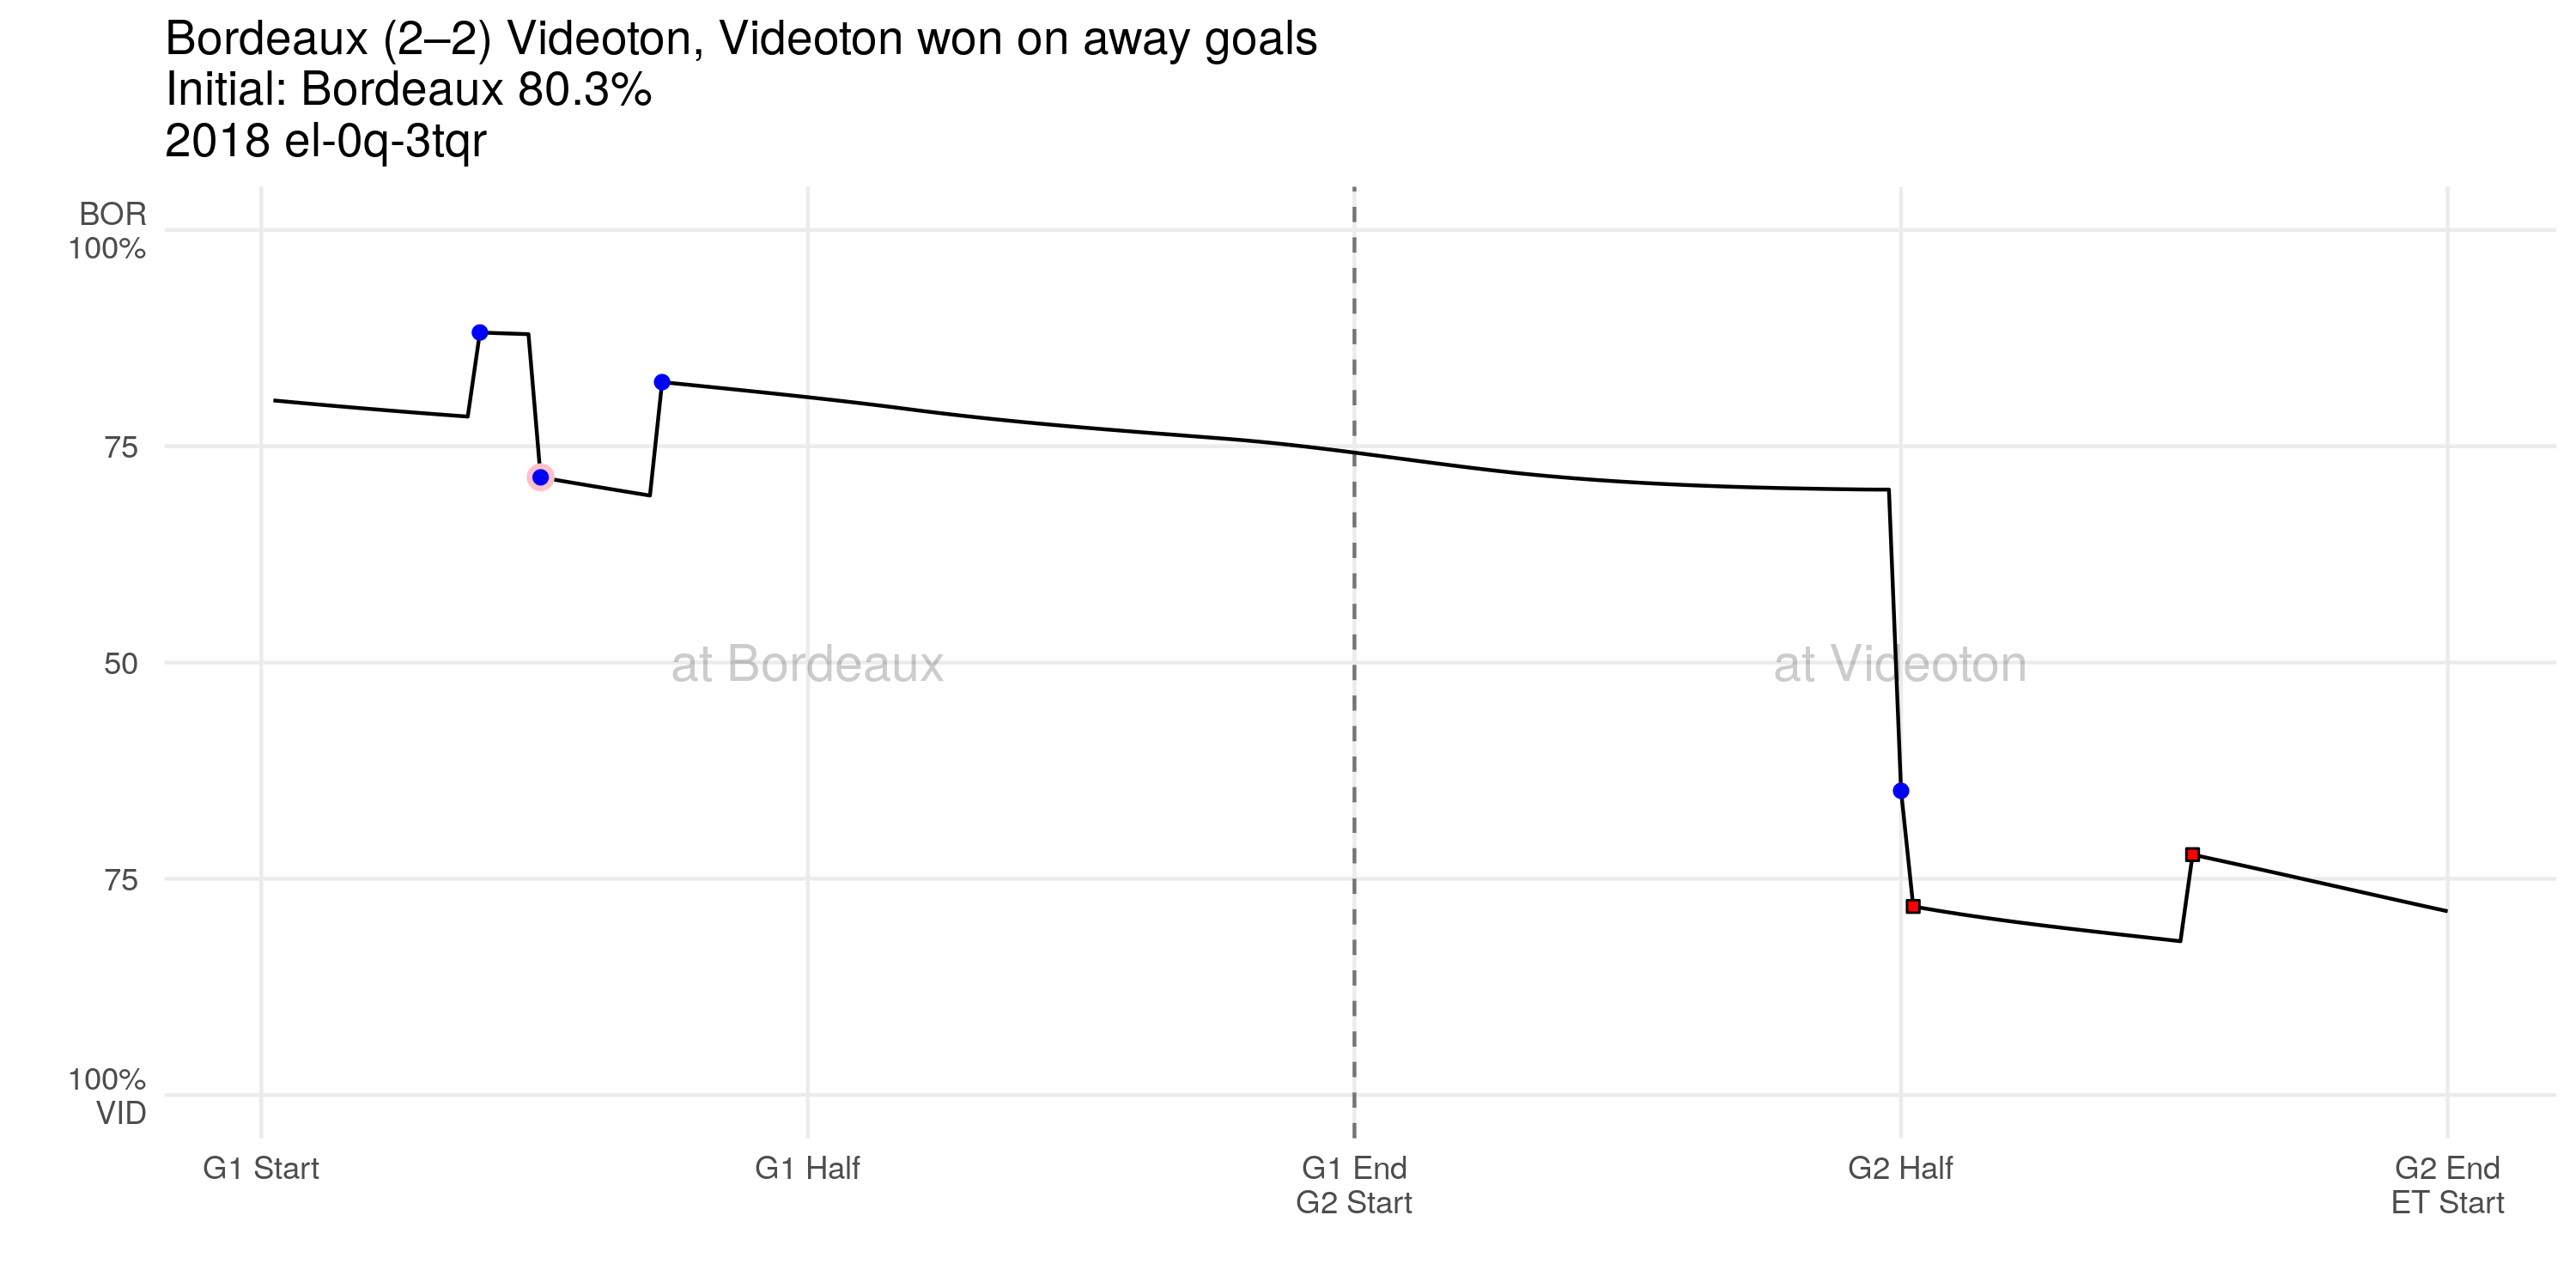 Bordeaux (2–2) Videoton, Videoton won on away goals
Initial: Bordeaux 80.3%
2018 el-0q-3tqr
BOR
100%
75
50
75
100%
VID
at Bordeaux
at Videoton
G1 Start
G1 Half
G1 End
G2 Start
G2 Half
G2 End
ET Start